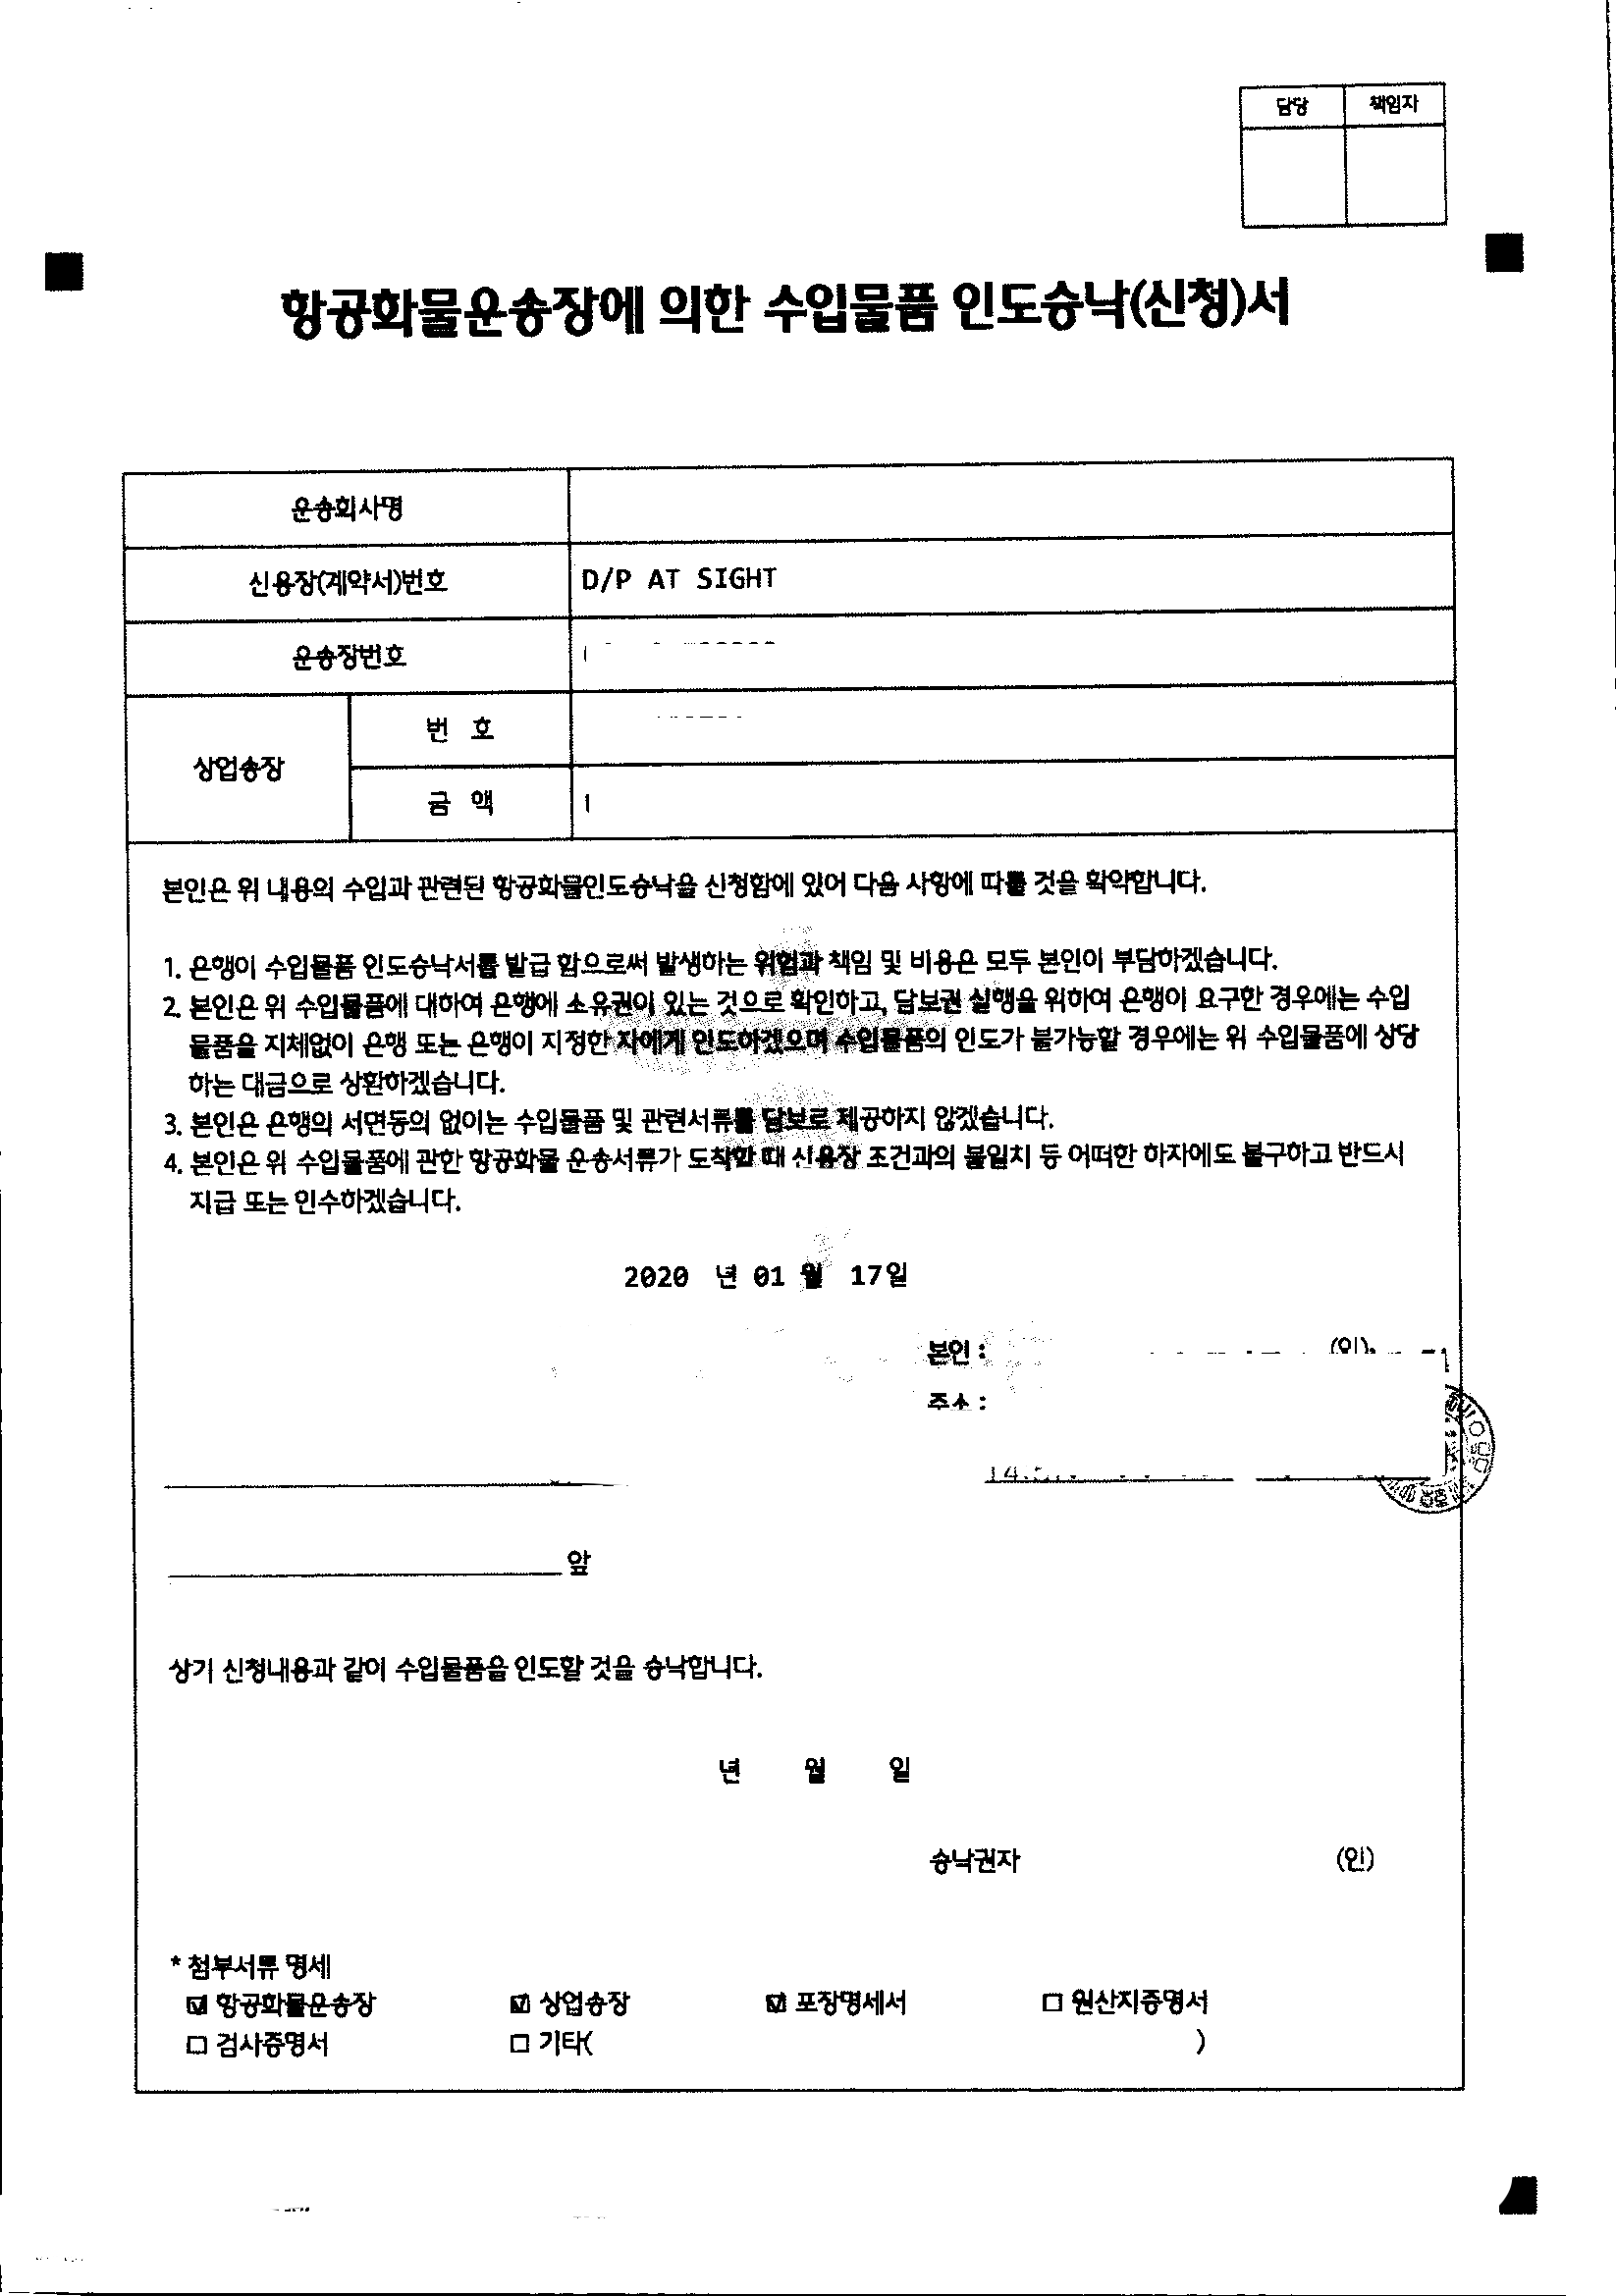 담당 책임자
항공화물운송장에 의한 수입물품 인도승낙(신청)서
운송회사명
신용장(계약서)번호 D/P AT SIGHT
운송장번호
상업송장
번 호
금 액
본인은 위 내용의 수입과 관련된 항공화물인도승낙을 신청함에 있어 다음 사항에 따를 것을 확약합니다.
1. 은행이 수입물품 인도승낙서를 발급 함으로써 발생하는 위험과 책임 및 비용은 모두 본인이 부담하겠습니다.
2. 본인은 위 수입물품에 대하여 은행에 소유권이 있는 것으로 확인하고, 담보권 실행을 위하여 은행이 요구한 경우에는 수입
물품을 지체없이 은행 또는 은행이 지정한 자에게 인도하겠으며 수입물품의 인도가 불가능할 경우에는 위 수입물품에 상당
하는 대금으로 상환하겠습니다.
3. 본인은 은행의 서면동의 없이는 수입물품 및 관련서류를 담보로 제공하지 않겠습니다.
4. 본인은 위 수입물품에 관한 항공화물 운송서류가 도착할 때 신용장 조건과의 불일치 등 어떠한 하자에도 불구하고 반드시
지급 또는 인수하겠습니다.
2020 년 01 월 17일
본인 : (인)
주소 :
앞
상기 신청내용과 같이 수입물품을 인도할 것을 승낙합니다.
년 월 일
승낙권자 (인)
* 첨부서류 명세
☑ 항공화물운송장 ☑ 상업송장 ☑ 포장명세서 □ 원산지증명서
□ 검사증명서 □ 기타( )